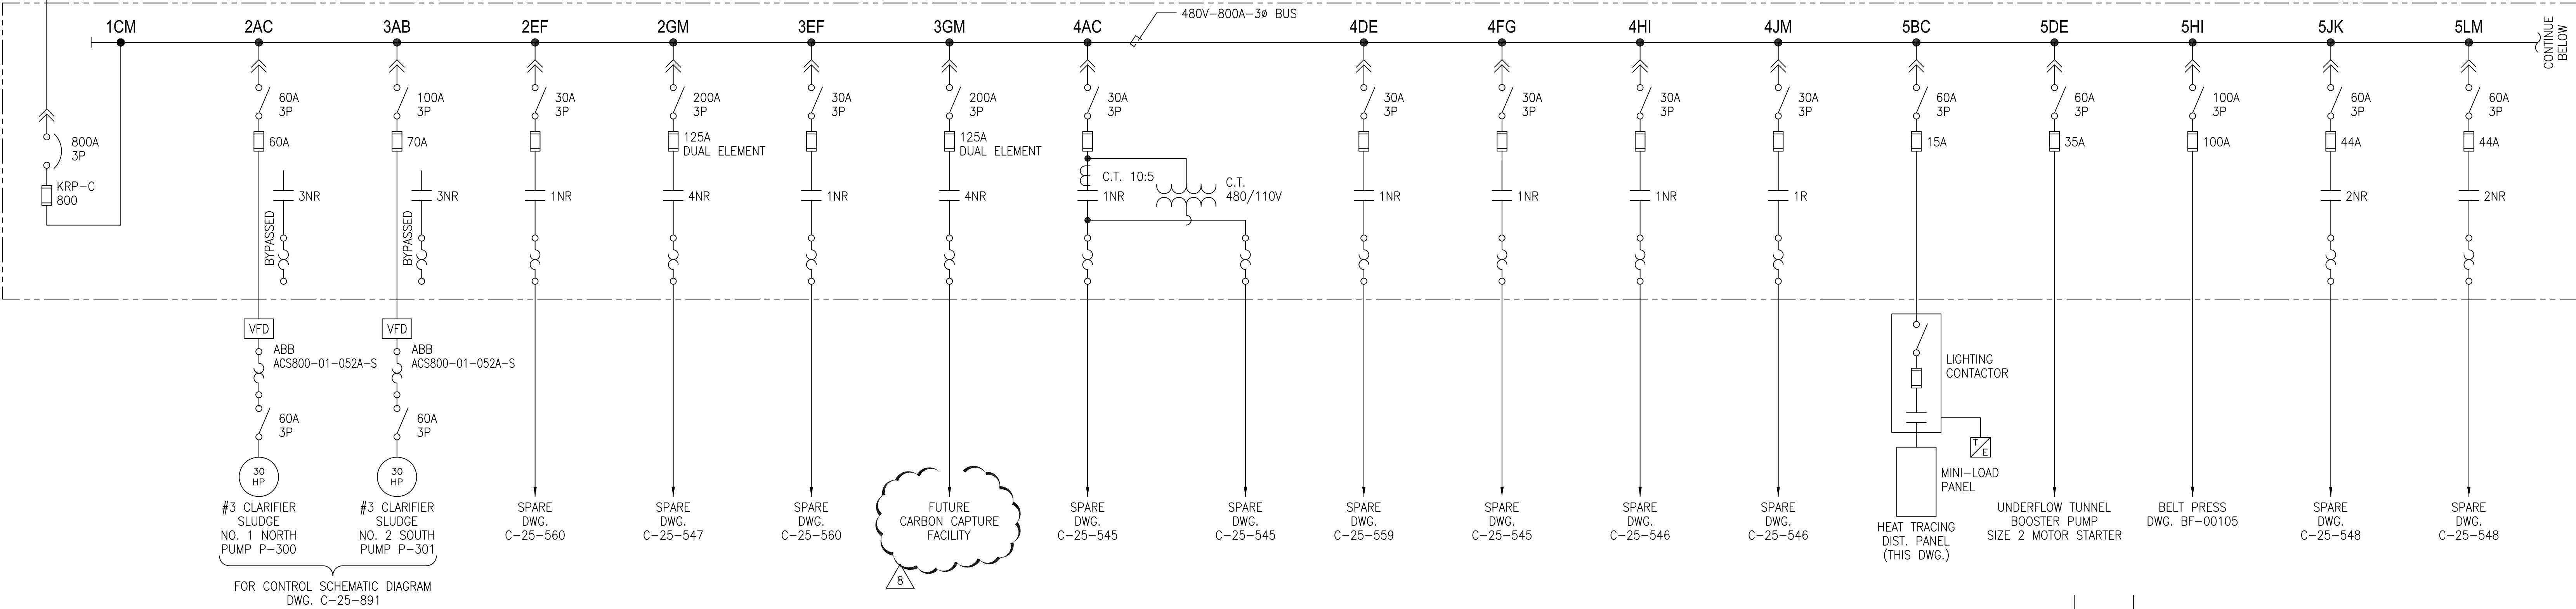 480V-800A-3ø BUS
CONTINUE
BELOW
1CM
800A
3P
KRP-C
800
2AC
60A
3P
60A
3NR
BYPASSED
VFD
ABB
ACS800-01-052A-S
60A
3P
30
HP
#3 CLARIFIER
SLUDGE
NO. 1 NORTH
PUMP P-300
3AB
100A
3P
70A
3NR
BYPASSED
VFD
ABB
ACS800-01-052A-S
60A
3P
30
HP
#3 CLARIFIER
SLUDGE
NO. 2 SOUTH
PUMP P-301
FOR CONTROL SCHEMATIC DIAGRAM
DWG. C-25-891
2EF
30A
3P
1NR
SPARE
DWG.
C-25-560
2GM
200A
3P
125A
DUAL ELEMENT
4NR
SPARE
DWG.
C-25-547
3EF
30A
3P
1NR
SPARE
DWG.
C-25-560
3GM
200A
3P
125A
DUAL ELEMENT
4NR
FUTURE
CARBON CAPTURE
FACILITY
8
4AC
30A
3P
C.T. 10:5
1NR
C.T.
480/110V
SPARE
DWG.
C-25-545
SPARE
DWG.
C-25-545
4DE
30A
3P
1NR
SPARE
DWG.
C-25-559
4FG
30A
3P
1NR
SPARE
DWG.
C-25-545
4HI
30A
3P
1NR
SPARE
DWG.
C-25-546
4JM
30A
3P
1R
SPARE
DWG.
C-25-546
5BC
60A
3P
15A
LIGHTING
CONTACTOR
T
E
MINI-LOAD
PANEL
HEAT TRACING
DIST. PANEL
(THIS DWG.)
5DE
60A
3P
35A
UNDERFLOW TUNNEL
BOOSTER PUMP
SIZE 2 MOTOR STARTER
5HI
100A
3P
100A
BELT PRESS
DWG. BF-00105
5JK
60A
3P
44A
2NR
SPARE
DWG.
C-25-548
5LM
60A
3P
44A
2NR
SPARE
DWG.
C-25-548